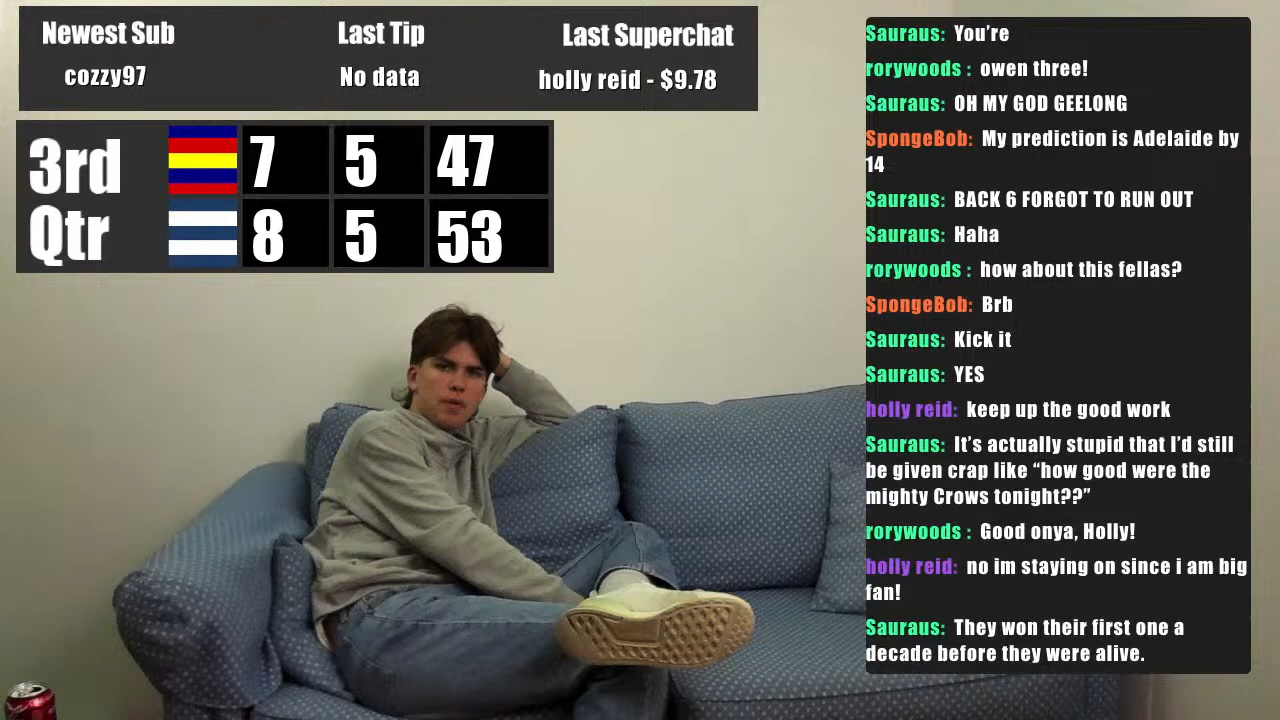 Newest Sub
Last Tip
Last Superchat
cozzy97
No data
holly reid - $9.78
3rd
Qtr
7 5 47
8 5 53
Sauraus: You’re
rorywoods : owen three!
Sauraus: OH MY GOD GEELONG
SpongeBob: My prediction is Adelaide by
14
Sauraus: BACK 6 FORGOT TO RUN OUT
Sauraus: Haha
rorywoods : how about this fellas?
SpongeBob: Brb
Sauraus: Kick it
Sauraus: YES
holly reid: keep up the good work
Sauraus: It’s actually stupid that I’d still
be given crap like “how good were the
mighty Crows tonight??”
rorywoods : Good onya, Holly!
holly reid: no im staying on since i am big
fan!
Sauraus: They won their first one a
decade before they were alive.